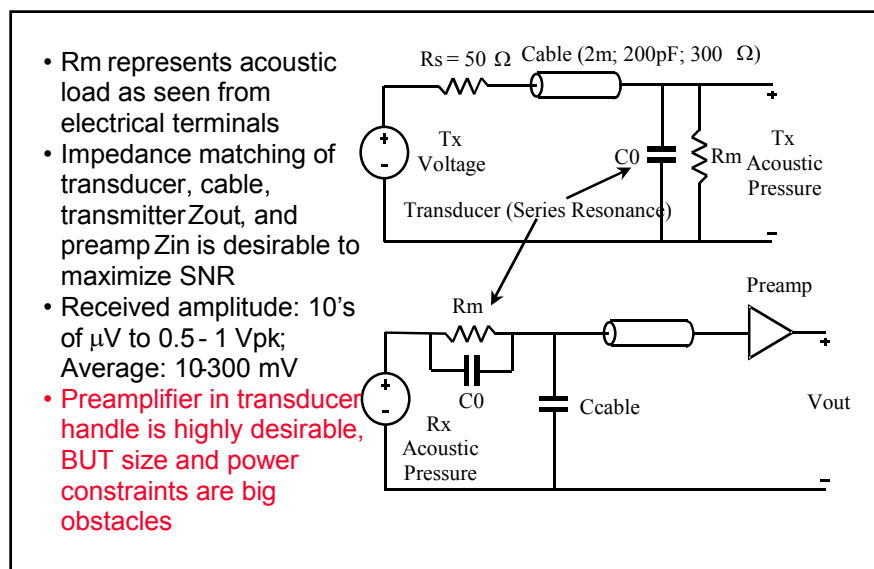 • Rm represents acoustic
load as seen from
electrical terminals
• Impedance matching of
transducer, cable,
transmitter Zout, and
preamp Zin is desirable to
maximize SNR
• Received amplitude: 10's
of μV to 0.5 - 1 Vpk;
Average: 10-300 mV
• Preamplifier in transducer
handle is highly desirable,
BUT size and power
constraints are big
obstacles
Rs = 50 Ω
Cable (2m; 200pF; 300 Ω)
+
-
Tx
Voltage
C0
Rm
+
Tx
Acoustic
Pressure
-
Transducer (Series Resonance)
Rm
C0
+
-
Rx
Acoustic
Pressure
Ccable
Preamp
+
Vout
-